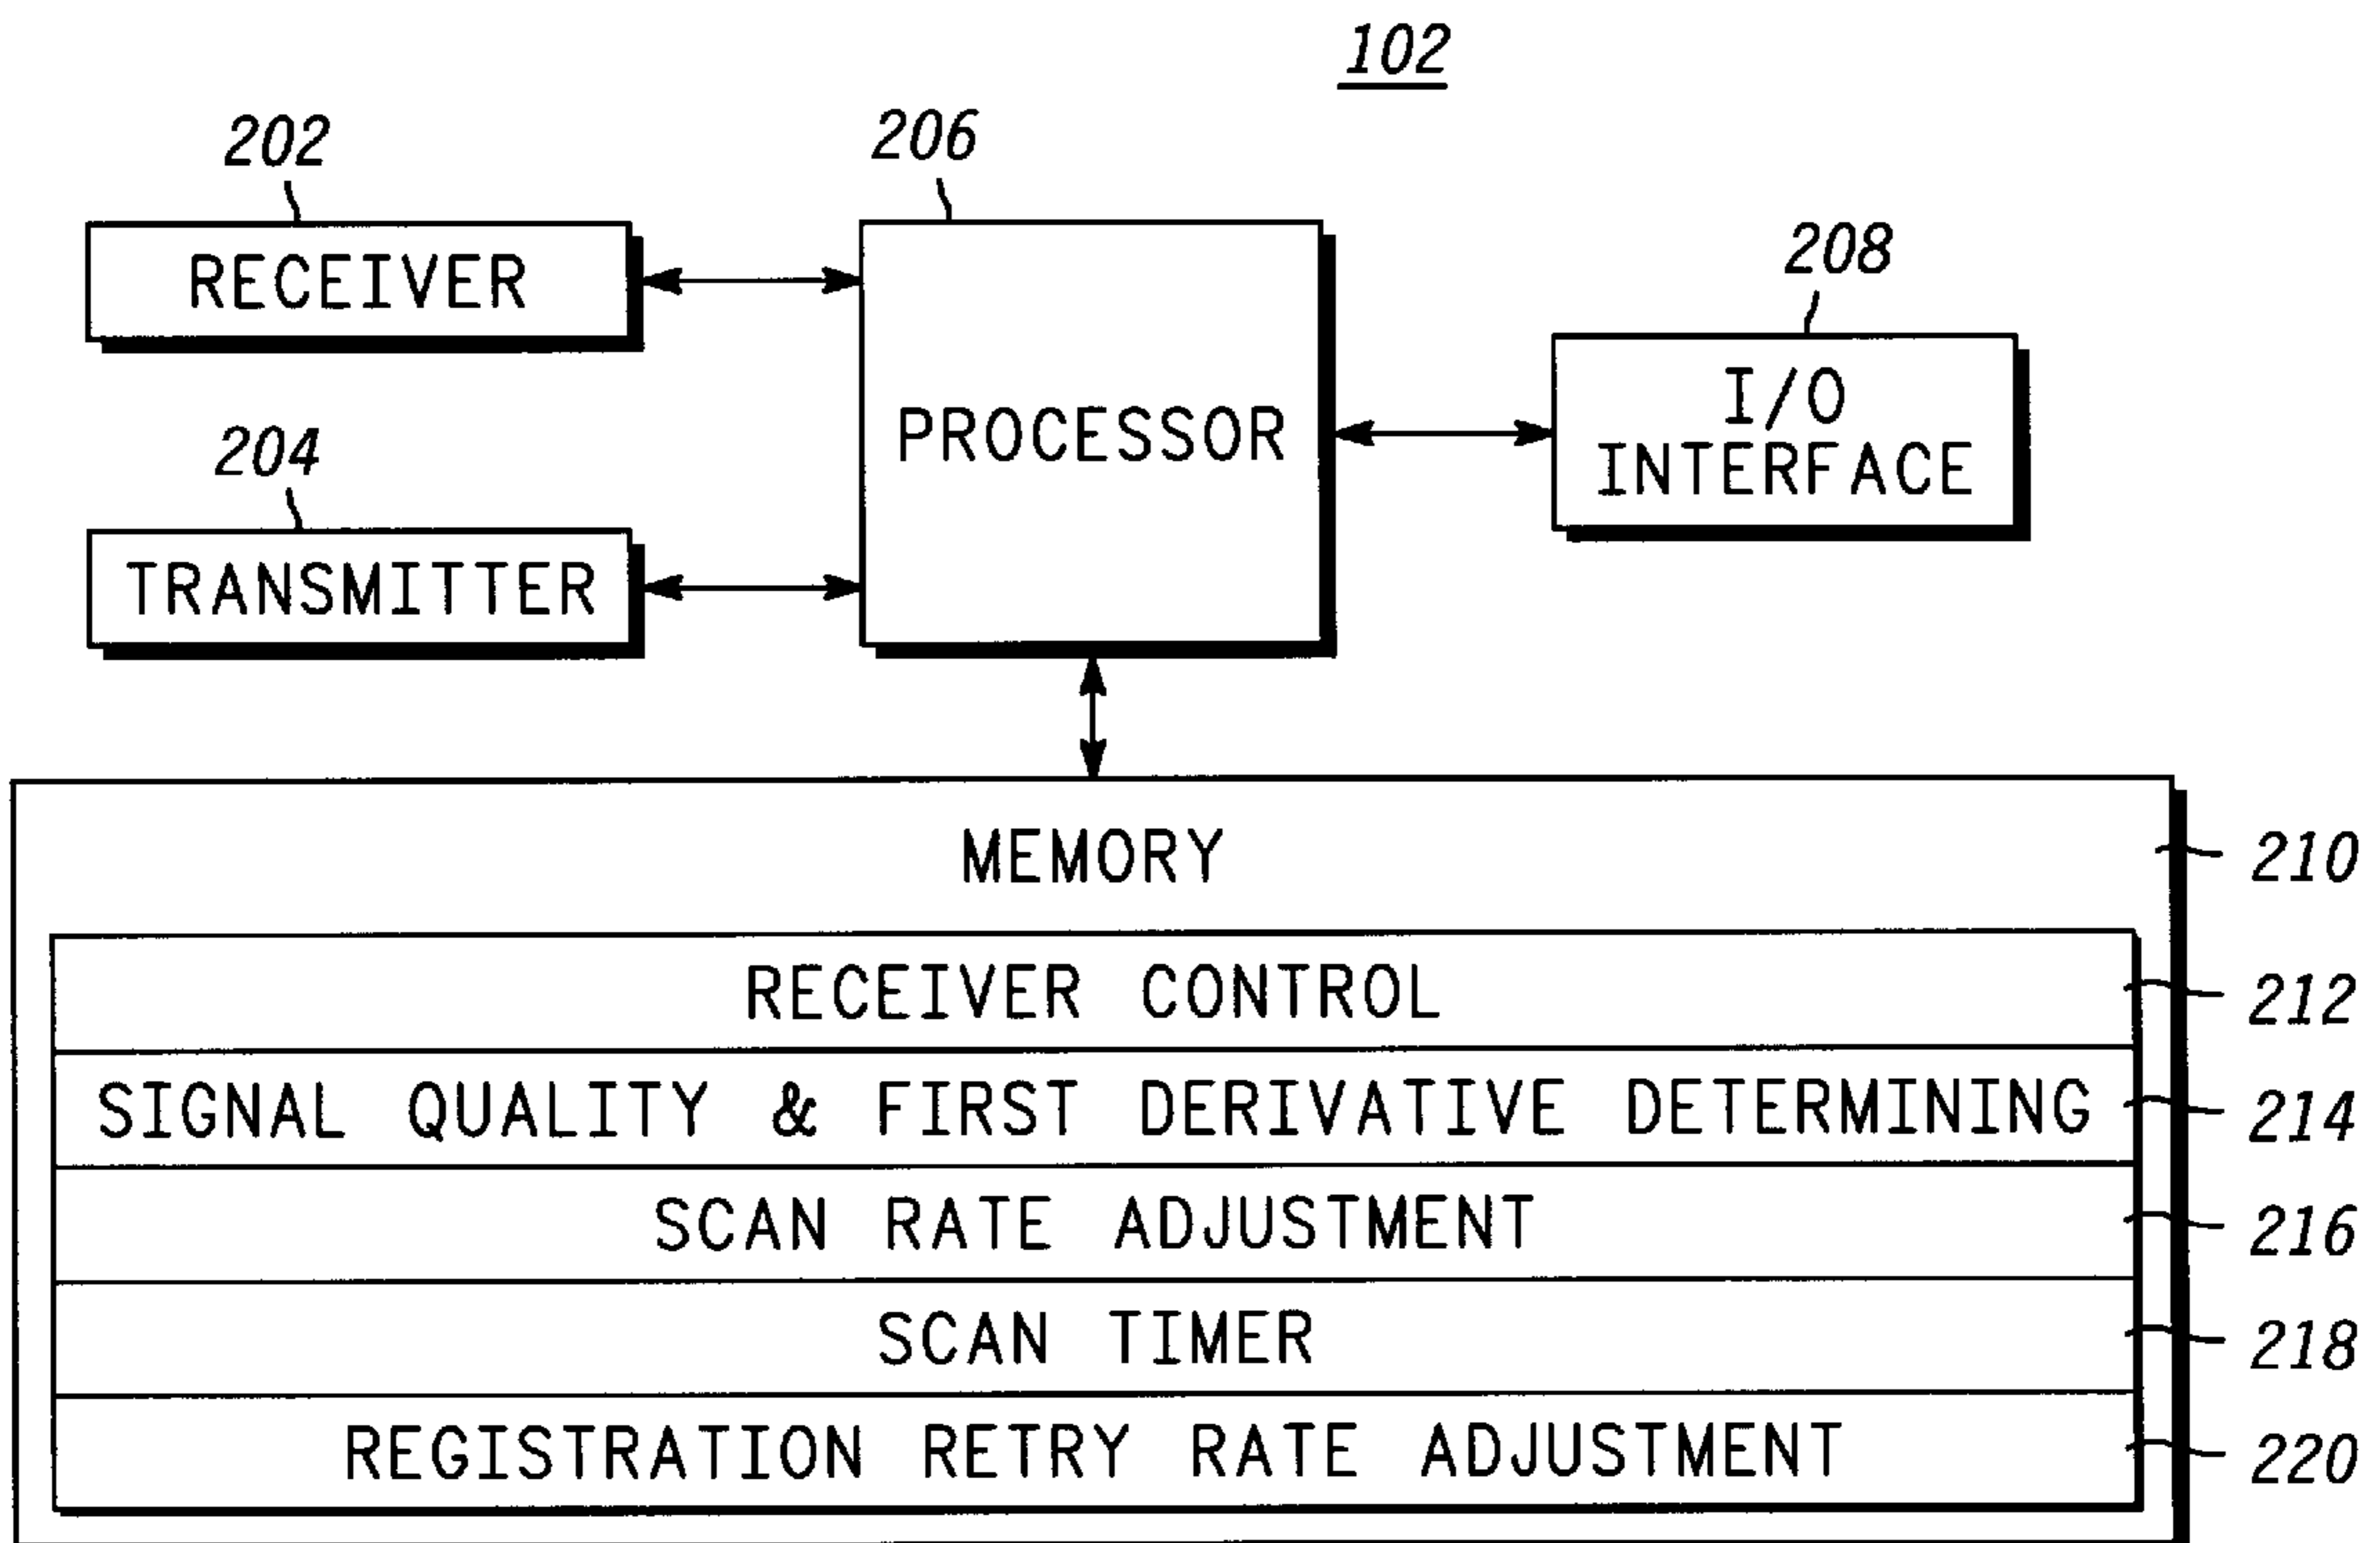 102
202
206
RECEIVER
208
I/O
INTERFACE
PROCESSOR
204
TRANSMITTER
MEMORY
210
RECEIVER CONTROL
212
SIGNAL QUALITY & FIRST DERIVATIVE DETERMINING
214
SCAN RATE ADJUSTMENT
216
SCAN TIMER
218
REGISTRATION RETRY RATE ADJUSTMENT
220